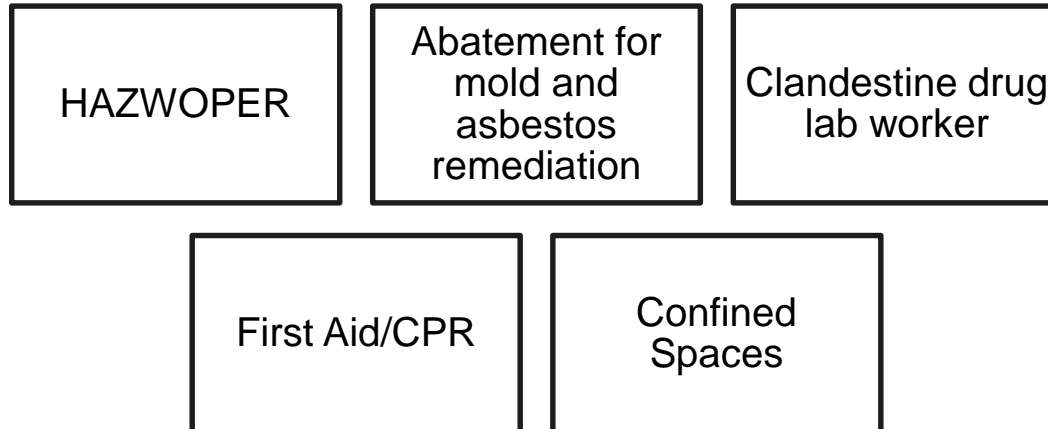 HAZWOPER
Abatement for
mold and
asbestos
remediation
Clandestine drug
lab worker
First Aid/CPR
Confined
Spaces